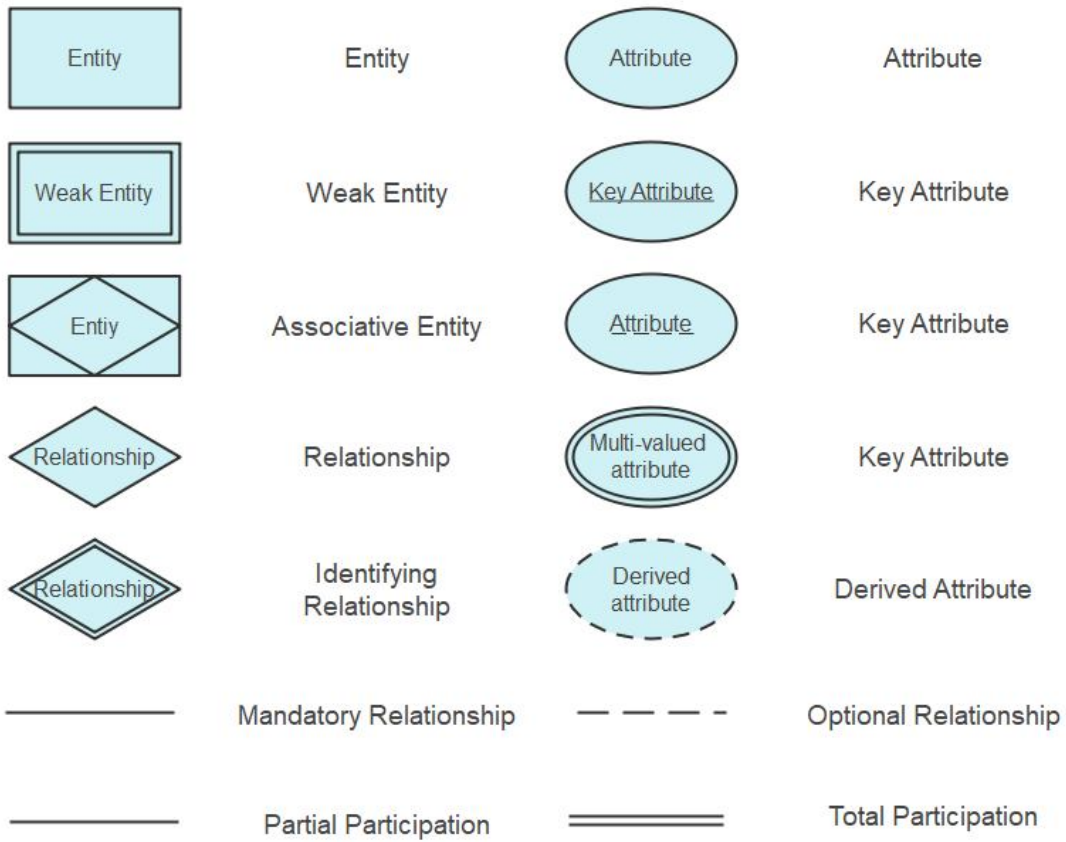 Entity
Entity
Attribute
Attribute
Weak Entity
Weak Entity
Key Attribute
Key Attribute
Entiy
Associative Entity
Attribute
Key Attribute
Relationship
Relationship
Multi-valued
attribute
Key Attribute
Relationship
Identifying
Relationship
Derived
attribute
Derived Attribute
Mandatory Relationship
Optional Relationship
Partial Participation
Total Participation